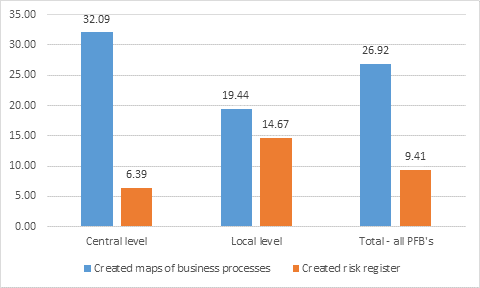 35.00
32.09
30.00
26.92
25.00
19.44
20.00
14.67
15.00
9.41
10.00
6.39
5.00
0.00
Central level
Local level
Total - all PFB's
Created maps of business processes
Created risk register